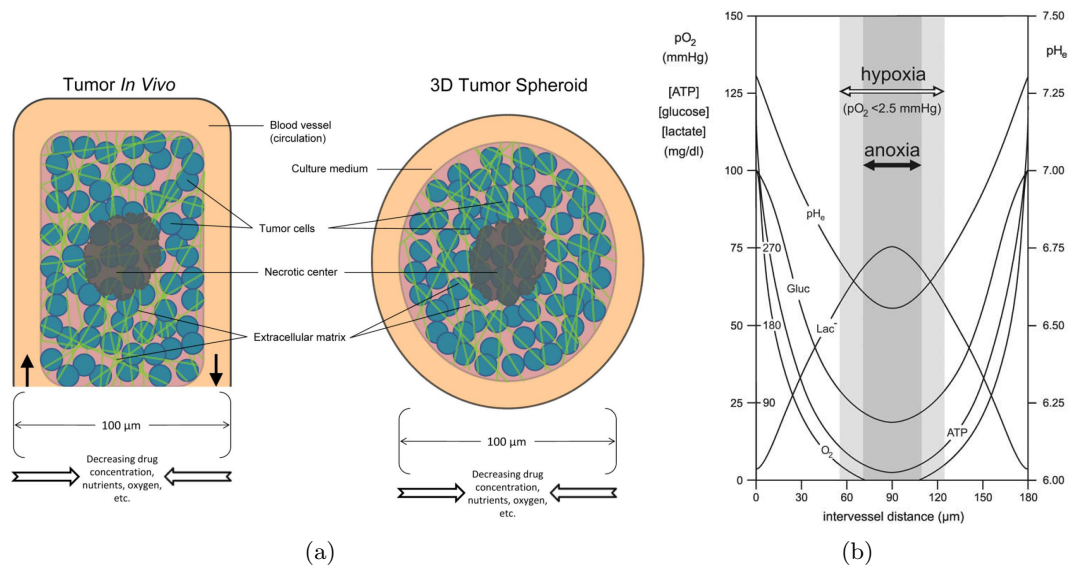 Tumor In Vivo
3D Tumor Spheroid
Blood vessel
(circulation)
Culture medium
Tumor cells
Necrotic center
Extracellular matrix
100 µm
Decreasing drug
concentration,
nutrients, oxygen,
etc.
100 µm
Decreasing drug
concentration,
nutrients, oxygen,
etc.
(a)
b
pO2
(mmHg)
[ATP]
[glucose]
[lactate]
(mg/dl)
150
125
100
75
50
25
0
270
180
90
hypoxia
(pO2 <2.5 mmHg)
anoxia
pHe
Gluc
Lac-
ATP
O2
7.50
pHe
7.25
7.00
6.75
6.50
6.25
6.00
0 30 60 90 120 150 180
intervessel distance (µm)
(b)